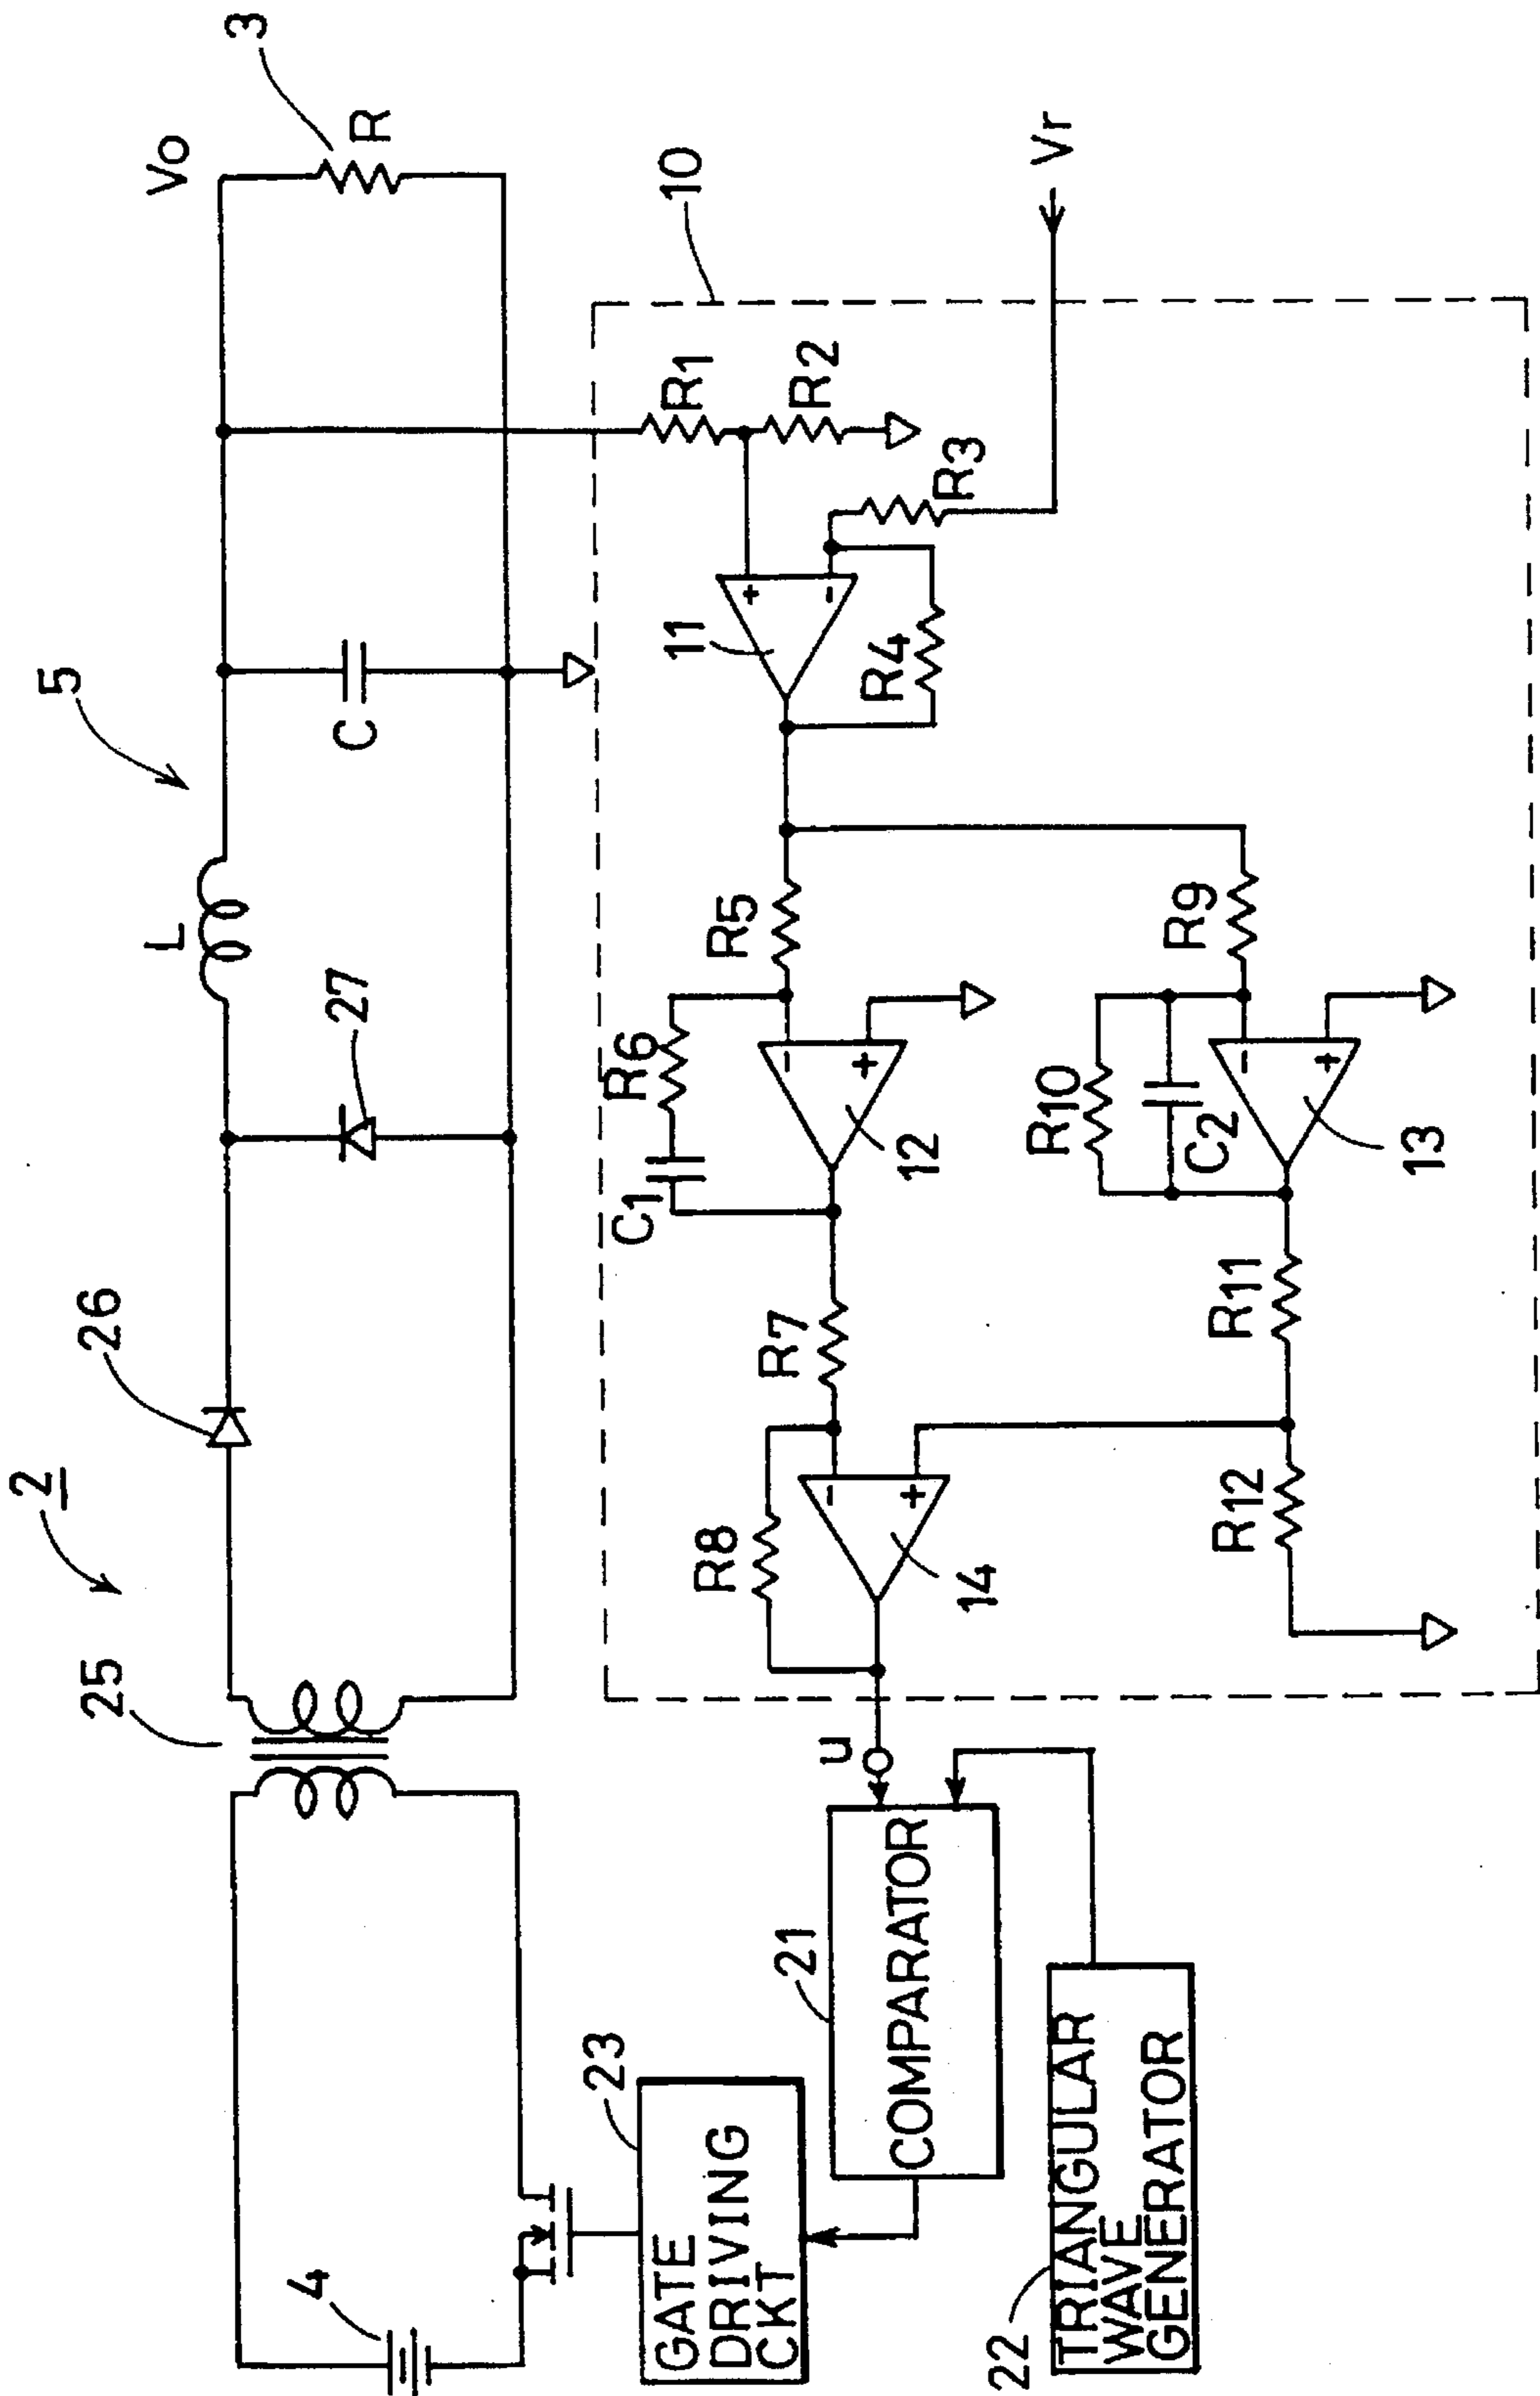 2
25
26
5
L
27
C
Vo
3
R
4
23
GATE
DRIVING
CKT
21
COMPARATOR
22
TRIANGULAR
WAVE
GENERATOR
u
10
R8
14
R7
C1
R6
12
R5
11
R4
R1
R2
R3
Vr
R12
R11
R10
C2
13
R9
+
-
-
+
-
+
-
+